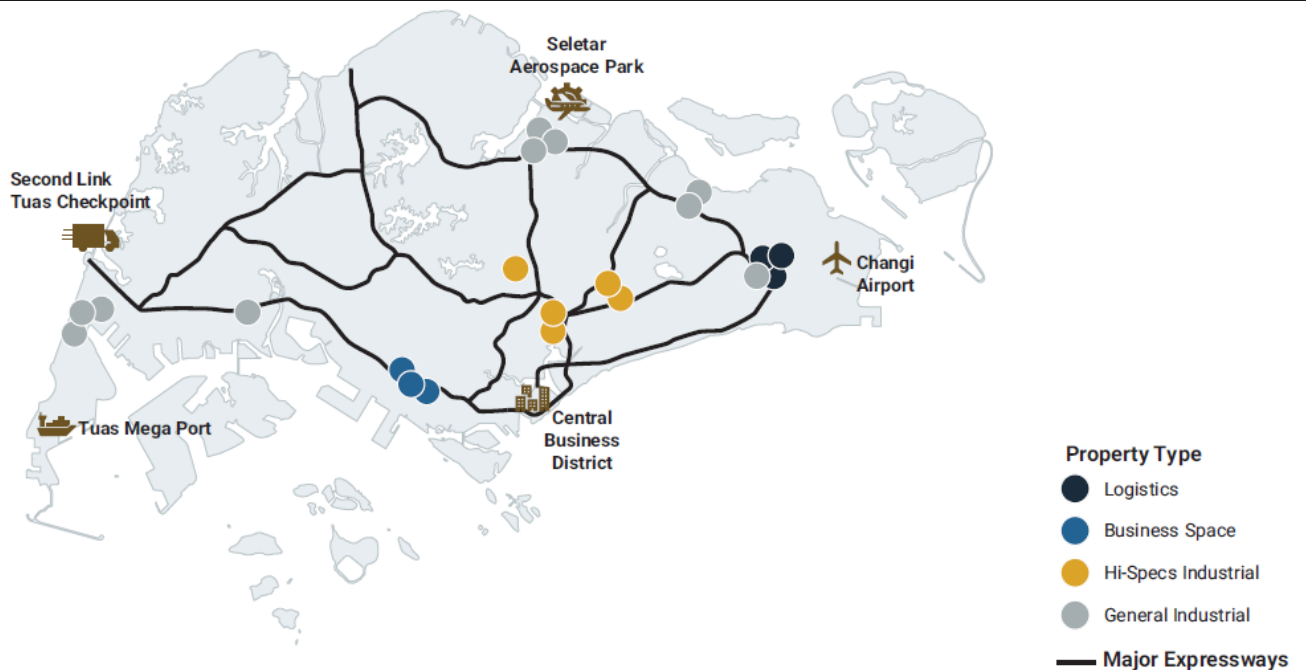 Seletar
Aerospace Park
Second Link
Tuas Checkpoint
Changi
Airport
Tuas Mega Port
Central
Business
District
Property Type
Logistics
Business Space
Hi-Specs Industrial
General Industrial
Major Expressways